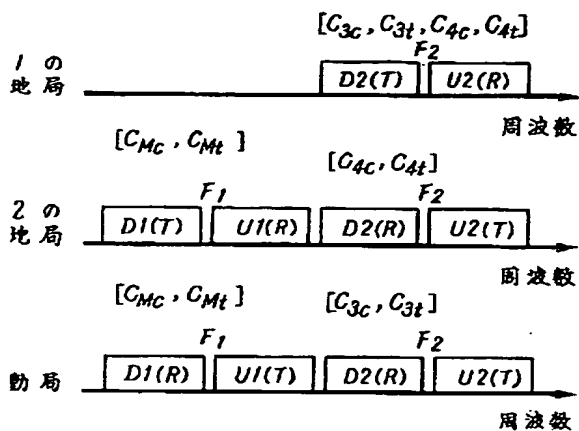 [C3c, C3t, C4c, C4t]
F2
1 の
地局
D2(T)
U2(R)
周波数
[CMc, CMt]
[C4c, C4t]
F1
F2
2 の
地局
D1(T)
U1(R)
D2(R)
U2(T)
周波数
[CMc, CMt]
[C3c, C3t]
F1
F2
動局
D1(R)
U1(T)
D2(R)
U2(T)
周波数